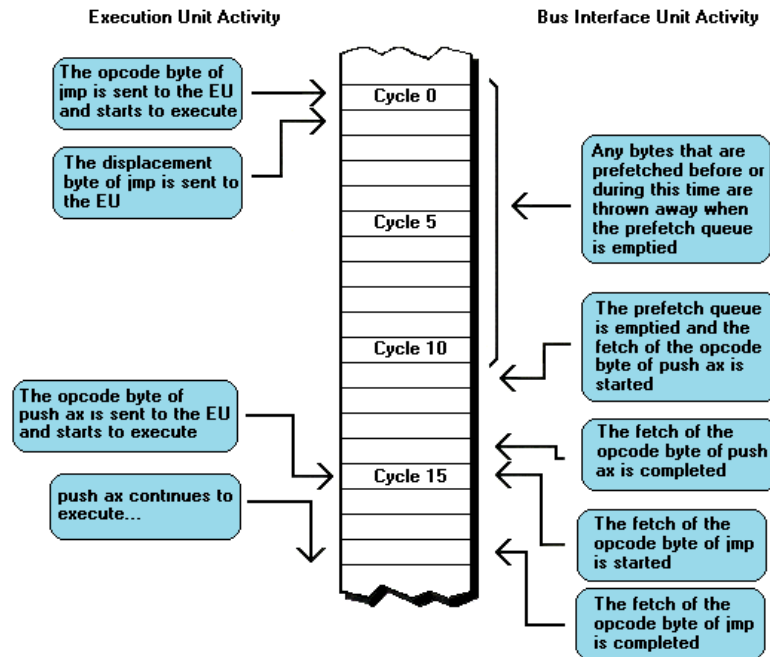 Execution Unit Activity
Bus Interface Unit Activity
The opcode byte of
jmp is sent to the EU
and starts to execute
The displacement
byte of jmp is sent to
the EU
The opcode byte of
push ax is sent to the EU
and starts to execute
push ax continues to
execute...
Cycle 0
Cycle 5
Cycle 10
Cycle 15
Any bytes that are
prefetched before or
during this time are
thrown away when
the prefetch queue
is emptied
The prefetch queue
is emptied and the
fetch of the opcode
byte of push ax is
started
The fetch of the
opcode byte of push
ax is completed
The fetch of the
opcode byte of jmp
is started
The fetch of the
opcode byte of jmp
is completed